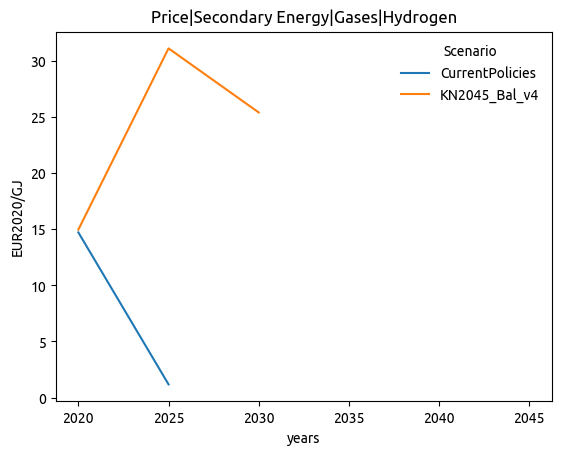 Price|Secondary Energy|Gases|Hydrogen
Scenario
CurrentPolicies
KN2045_Bal_v4
EUR2020/GJ
30
25
20
15
10
5
0
2020 2025 2030 2035 2040 2045
years